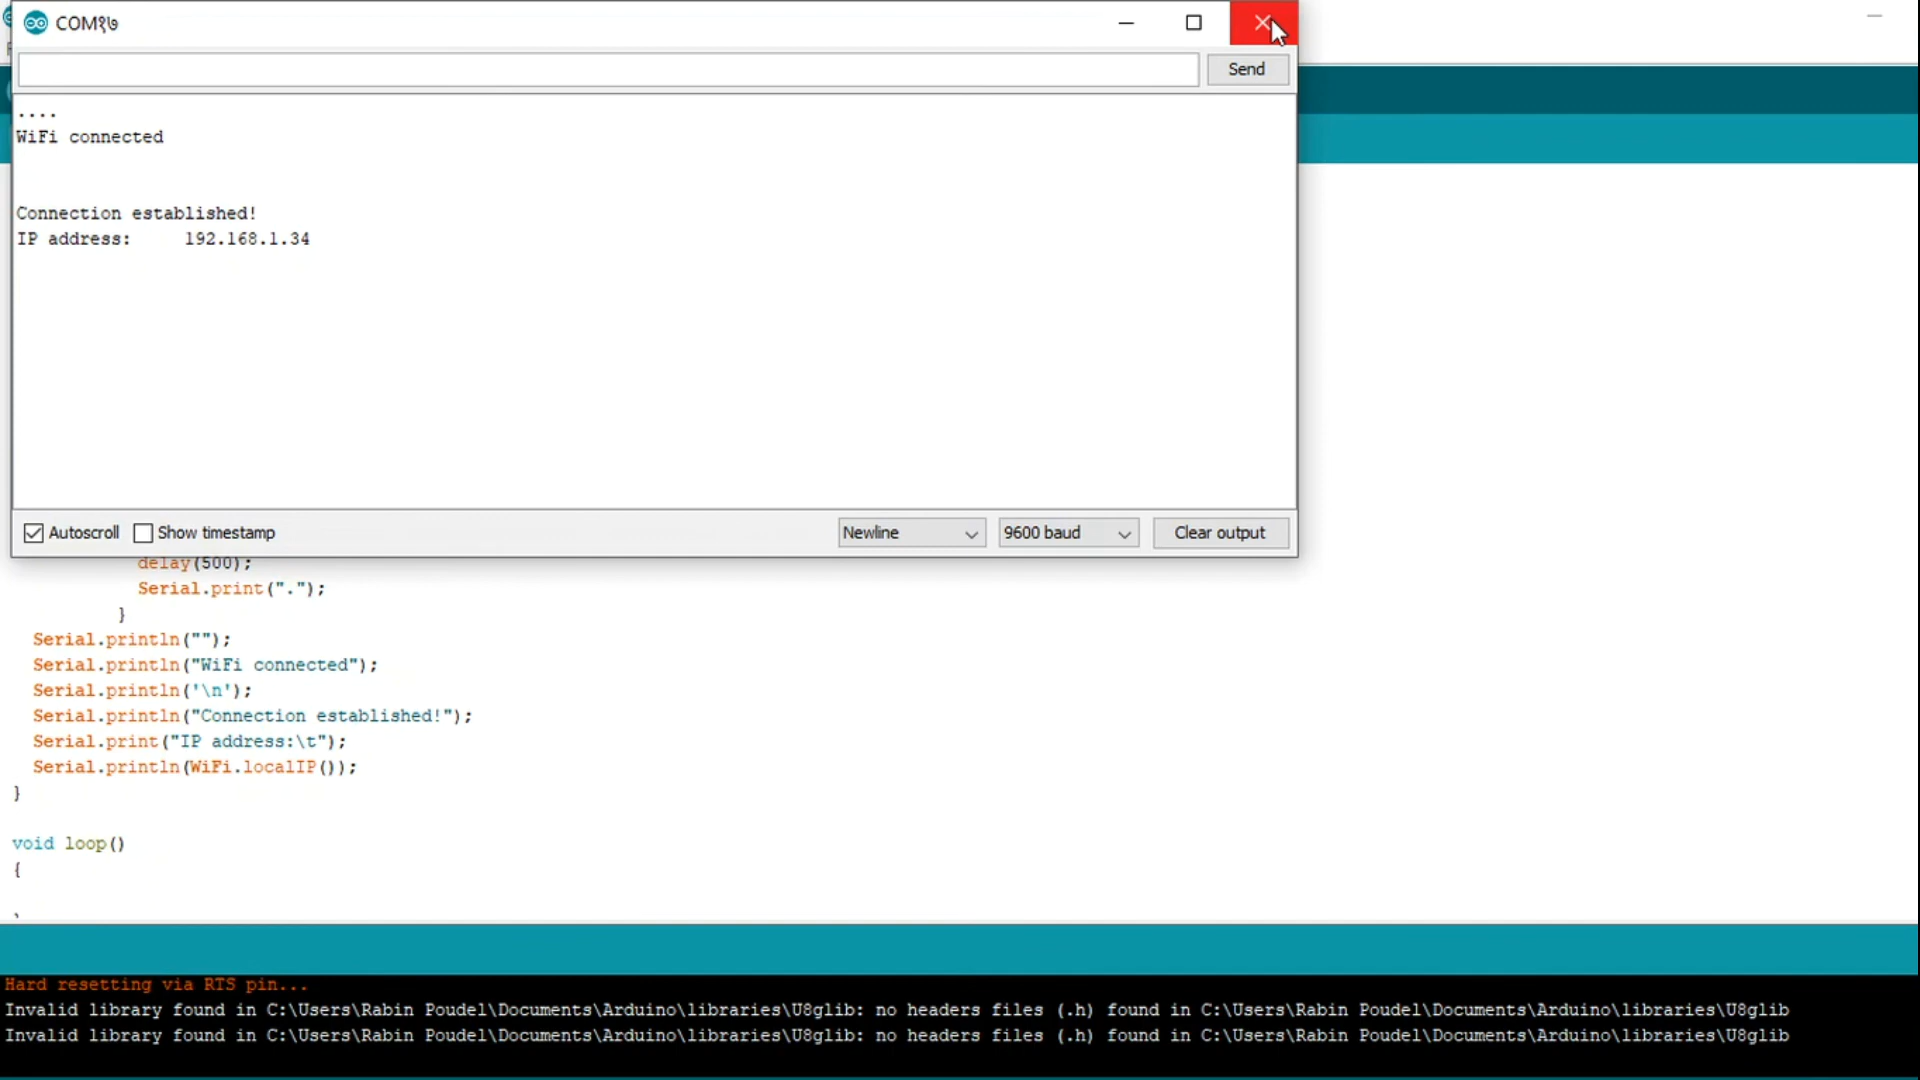 COM१७
Send
....
WiFi connected
Connection established!
IP address:     192.168.1.34
Autoscroll Show timestamp Newline 9600 baud Clear output
delay(500);
Serial.print(".");
}
Serial.println("");
Serial.println("WiFi connected");
Serial.println('\n');
Serial.println("Connection established!");
Serial.print("IP address:\t");
Serial.println(WiFi.localIP());
}
void loop()
{
Hard resetting via RTS pin...
Invalid library found in C:\Users\Rabin Poudel\Documents\Arduino\libraries\U8glib: no headers files (.h) found in C:\Users\Rabin Poudel\Documents\Arduino\libraries\U8glib
Invalid library found in C:\Users\Rabin Poudel\Documents\Arduino\libraries\U8glib: no headers files (.h) found in C:\Users\Rabin Poudel\Documents\Arduino\libraries\U8glib